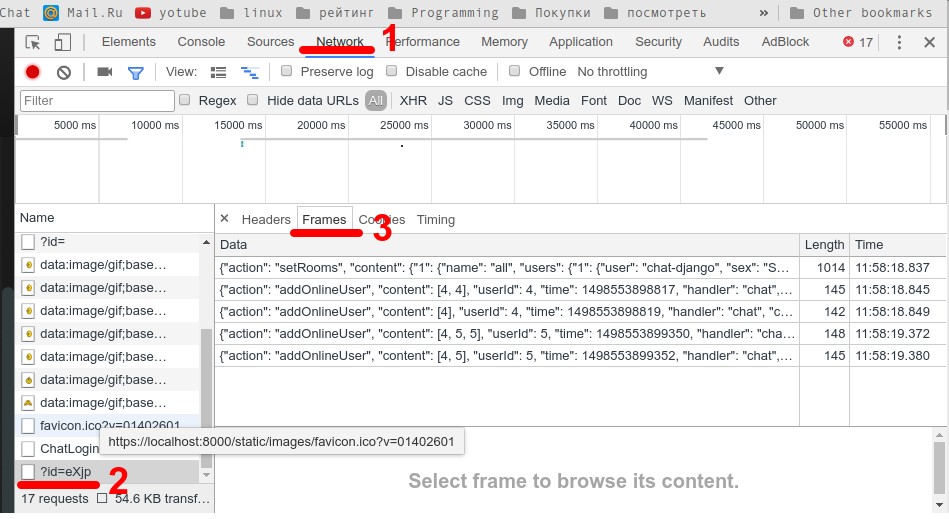 Chat Mail.Ru yotube linux рейтинг Programming Покупки посмотреть » Other bookmarks
Elements Console Sources Network 1 Performance Memory Application Security Audits AdBlock 17
View: Preserve log Disable cache Offline No throttling
Filter Regex Hide data URLs All XHR JS CSS Img Media Font Doc WS Manifest Other
5000 ms 10000 ms 15000 ms 20000 ms 25000 ms 30000 ms 35000 ms 40000 ms 45000 ms 50000 ms 55000 ms
Name
?id=
data:image/gif;base…
data:image/gif;base…
data:image/gif;base…
data:image/gif;base…
data:image/gif;base…
data:image/gif;base…
data:image/gif;base…
favicon.ico?v=01402601
ChatLogin
?id=eXjp 2
17 requests 54.6 KB transf…
× Headers Frames 3 Cookies Timing
Data Length Time
{"action": "setRooms", "content": {"1": {"name": "all", "users": {"1": {"user": "chat-django", "sex": "S… 1014 11:58:18.837
{"action": "addOnlineUser", "content": [4, 4], "userId": 4, "time": 1498553898817, "handler": "chat",… 145 11:58:18.845
{"action": "addOnlineUser", "content": [4], "userId": 4, "time": 1498553898819, "handler": "chat", "c… 142 11:58:18.849
{"action": "addOnlineUser", "content": [4, 5, 5], "userId": 5, "time": 1498553899350, "handler": "cha… 148 11:58:19.372
{"action": "addOnlineUser", "content": [4, 5], "userId": 5, "time": 1498553899352, "handler": "chat",… 145 11:58:19.380
https://localhost:8000/static/images/favicon.ico?v=01402601
Select frame to browse its content.